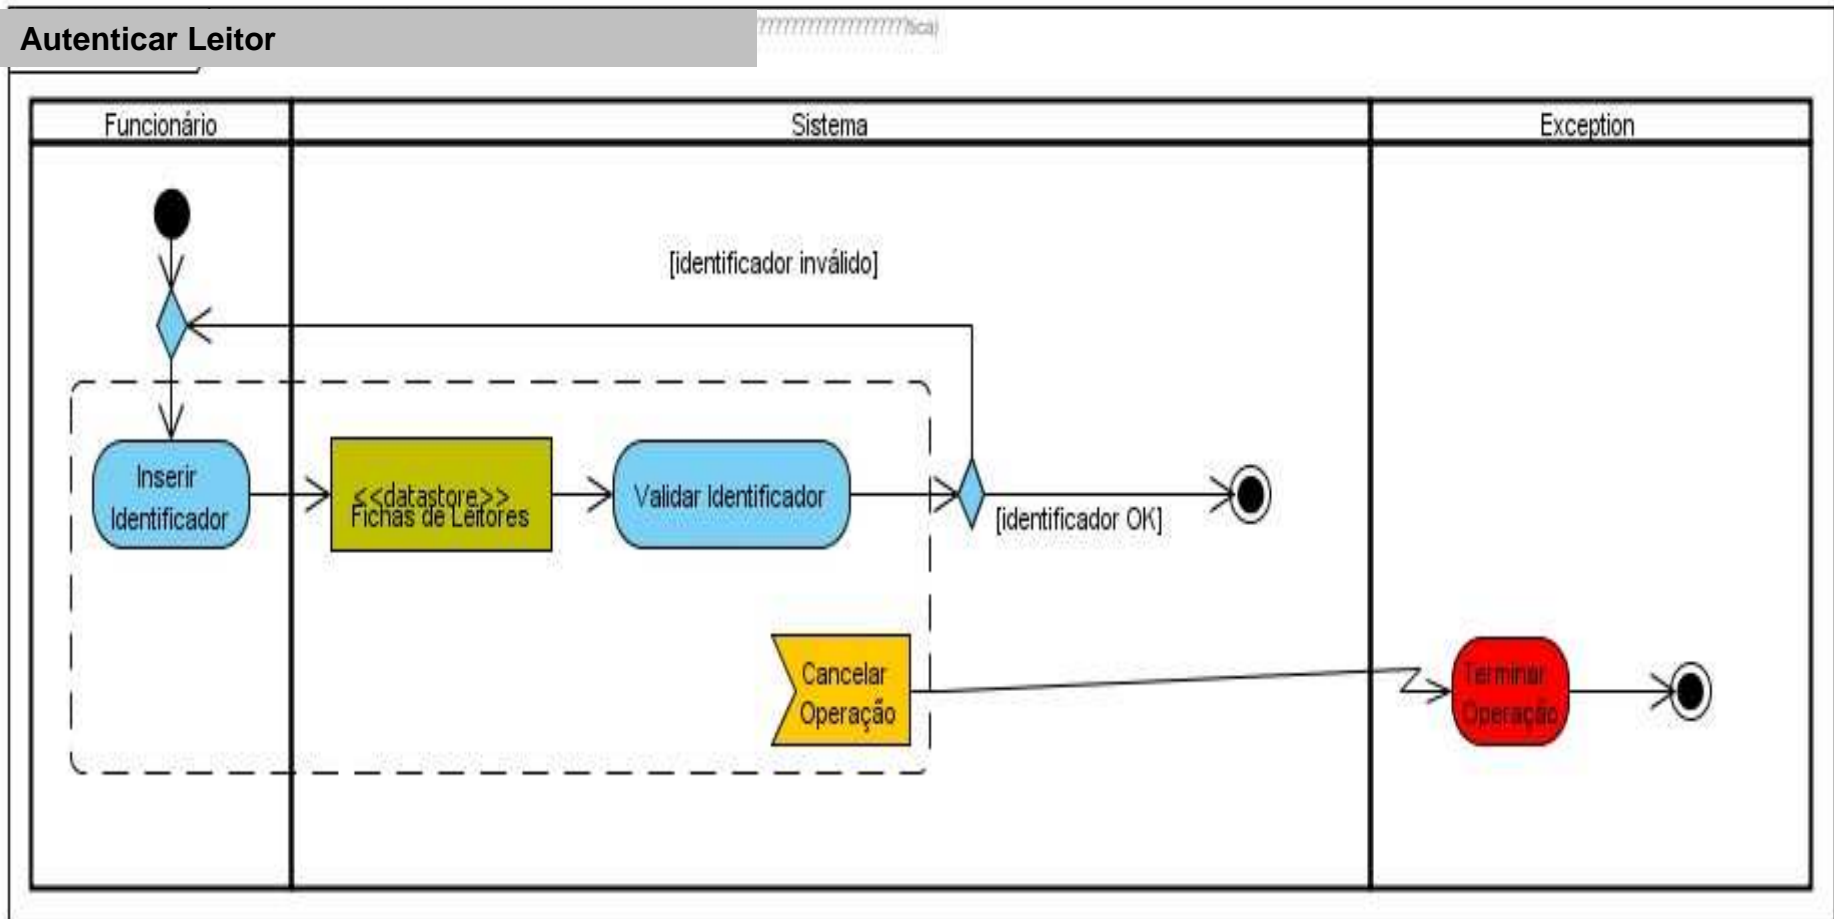 Autenticar Leitor
Funcionário
Sistema
Exception
[identificador inválido]
Inserir
Identificador
<<datastore>>
Fichas de Leitores
Validar Identificador
[identificador OK]
Cancelar
Operação
Terminar
Operação